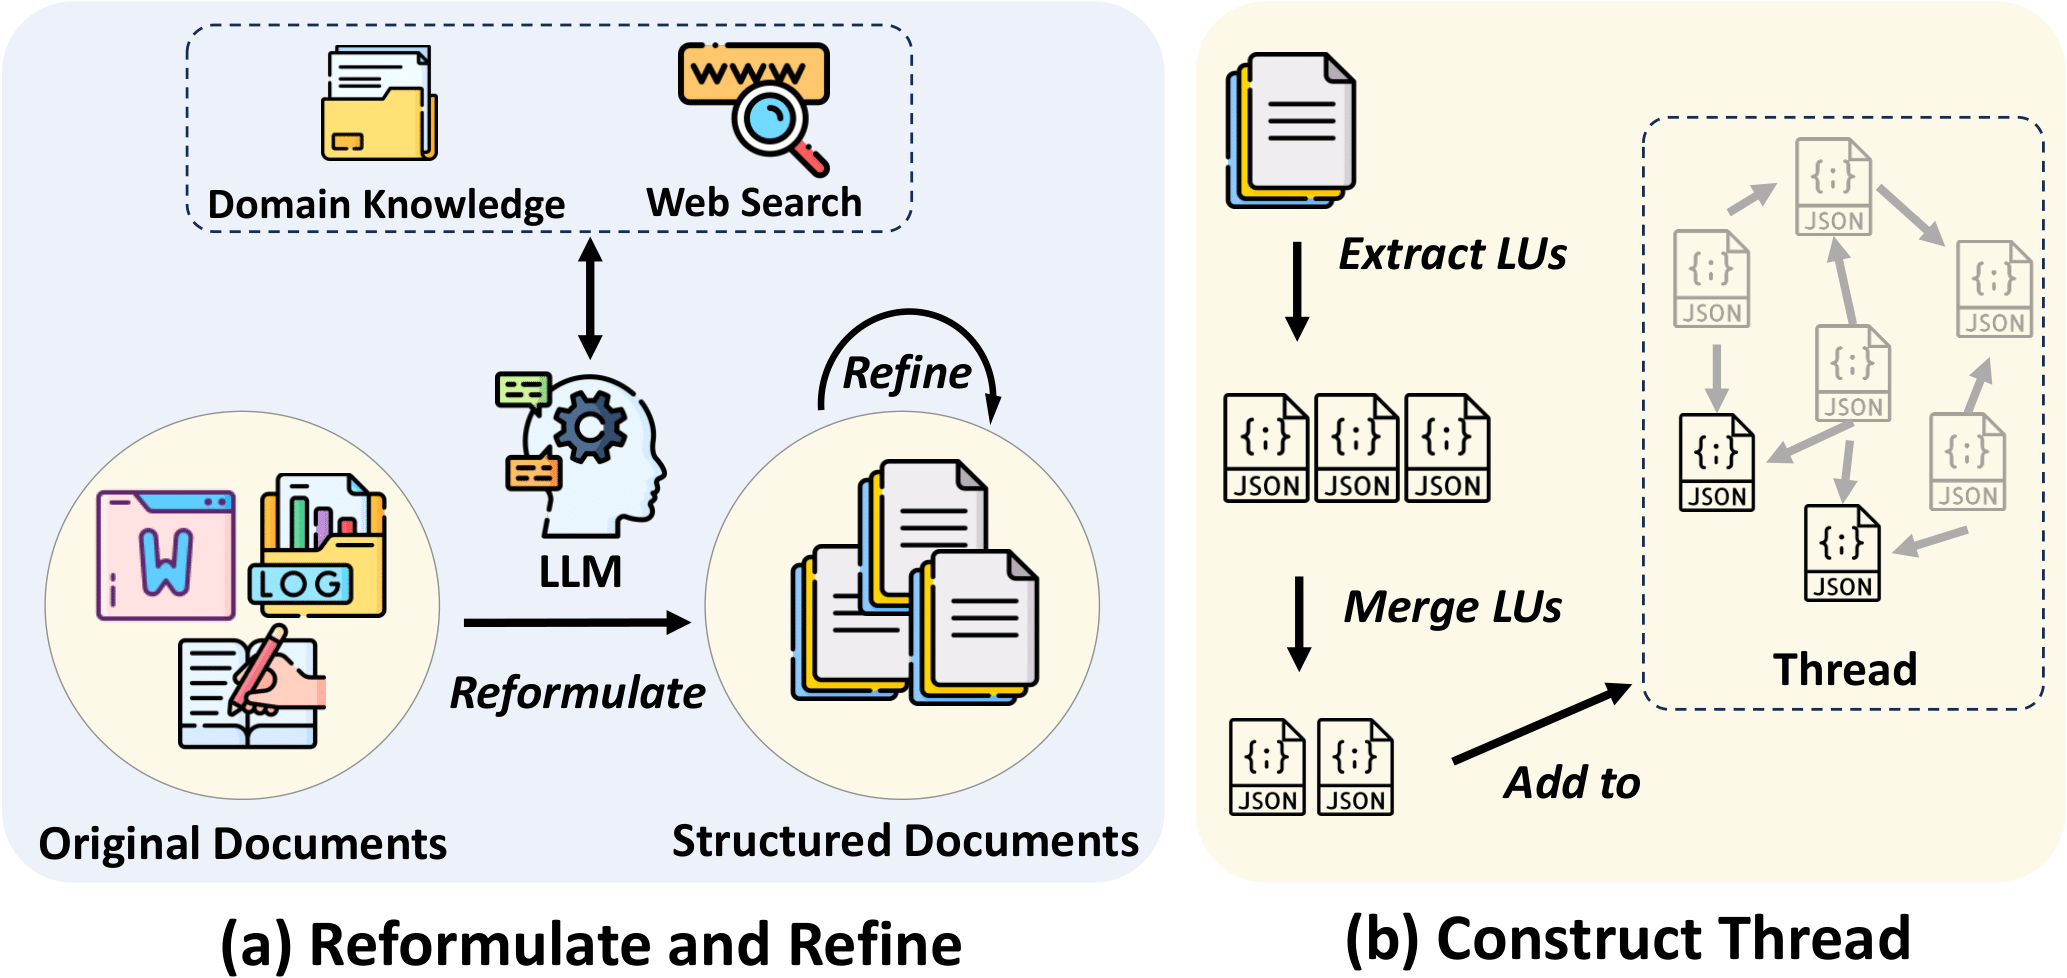 www
Domain Knowledge
Web Search
Refine
W
LOG
LLM
Reformulate
Original Documents
Structured Documents
(a) Reformulate and Refine
Extract LUs
{;}
JSON
{;}
JSON
{;}
JSON
Merge LUs
{;}
JSON
{;}
JSON
Add to
{;}
JSON
{;}
JSON
{;}
JSON
{;}
JSON
{;}
JSON
{;}
JSON
{;}
JSON
Thread
(b) Construct Thread